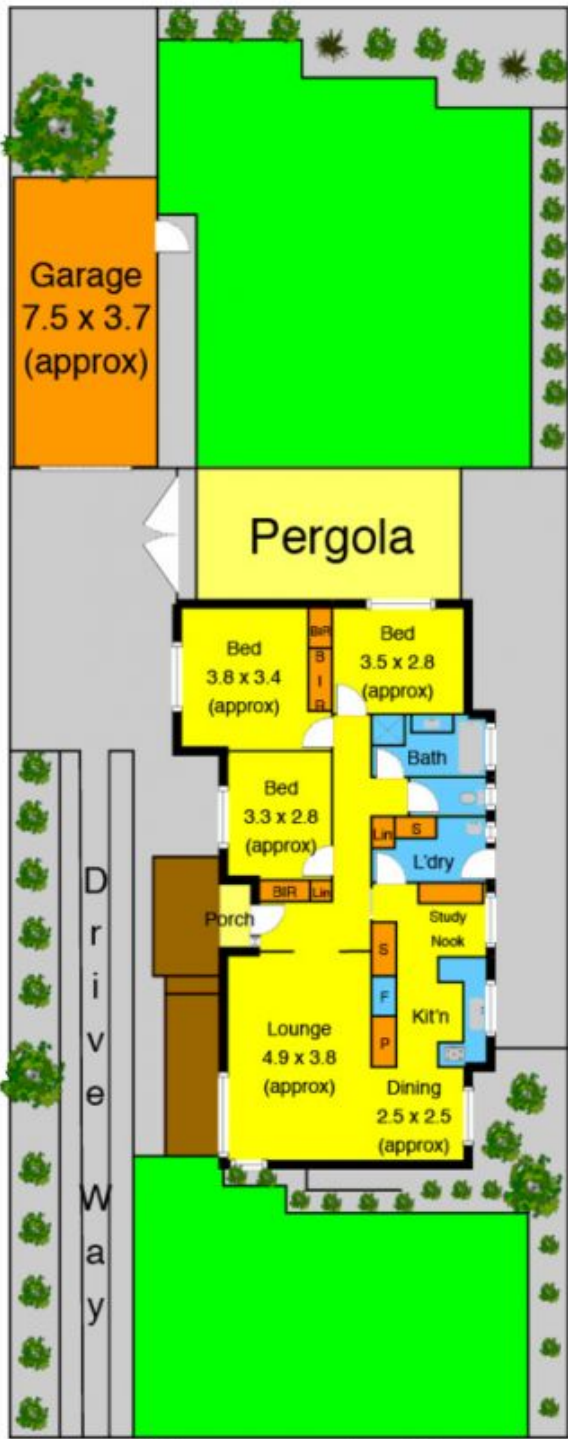 Garage
7.5 x 3.7
(approx)
Pergola
Bed
3.8 x 3.4
(approx)
BIR
B
I
R
Bed
3.5 x 2.8
(approx)
Bath
Bed
3.3 x 2.8
(approx)
Lin
S
L'dry
BIR
Lin
Porch
Study
Nook
S
F
P
Kit'n
Lounge
4.9 x 3.8
(approx)
Dining
2.5 x 2.5
(approx)
D
r
i
v
e
W
a
y